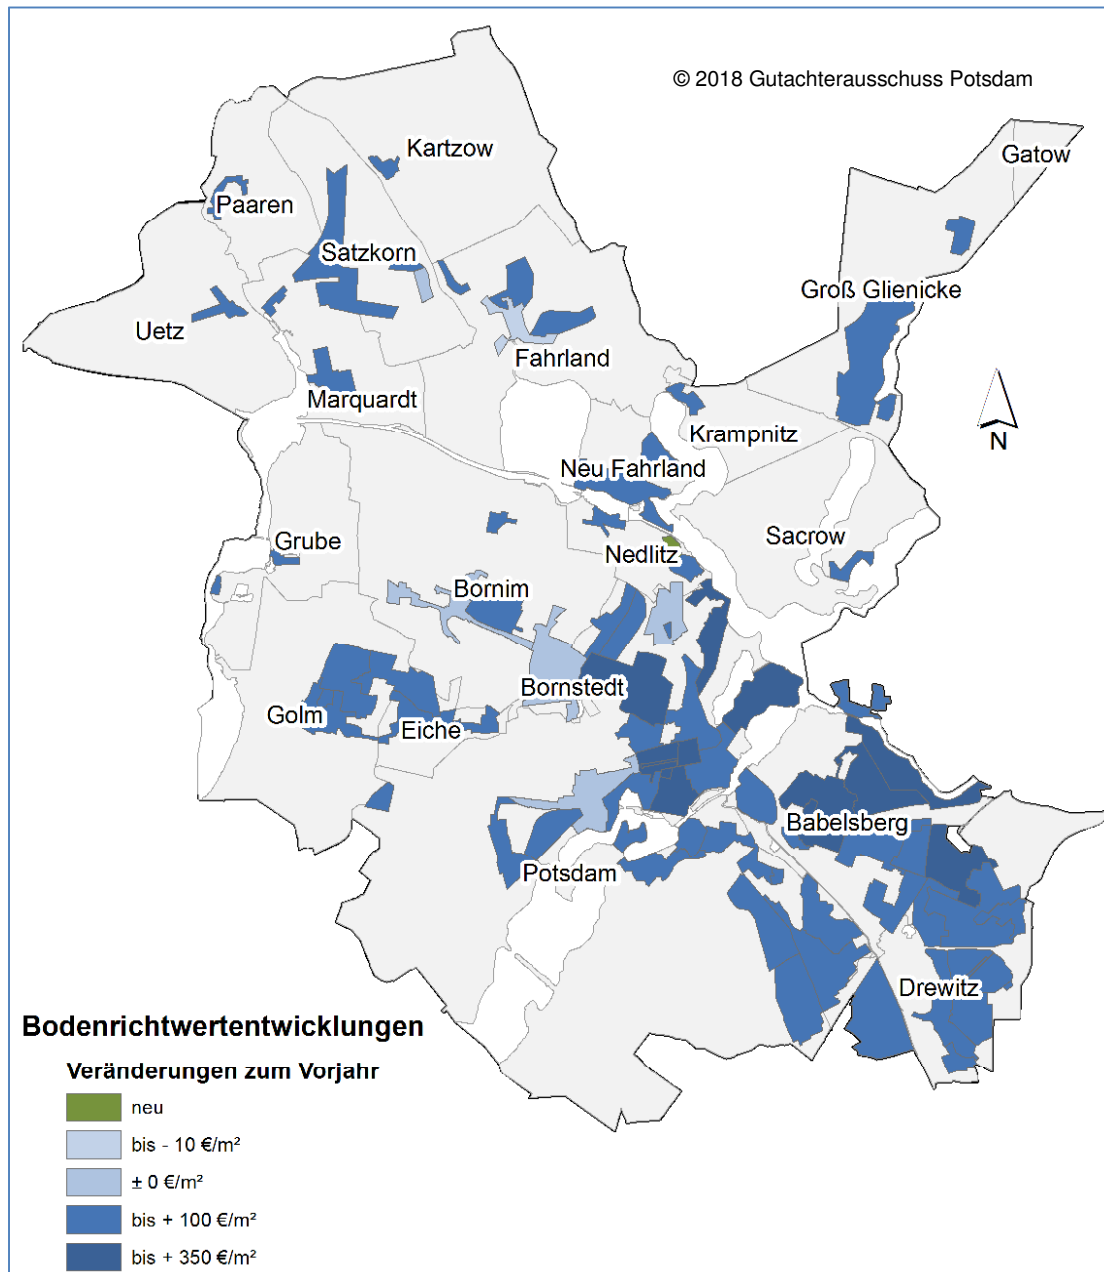 © 2018 Gutachterausschuss Potsdam
Gatow
Kartzow
Paaren
Satzkorn
Groß Glienicke
Uetz
Fahrland
Marquardt
Krampnitz
N
Neu Fahrland
Sacrow
Grube
Nedlitz
Bornim
Bornstedt
Golm
Eiche
Babelsberg
Potsdam
Drewitz
Bodenrichtwertentwicklungen
Veränderungen zum Vorjahr
neu
bis - 10 €/m²
± 0 €/m²
bis + 100 €/m²
bis + 350 €/m²